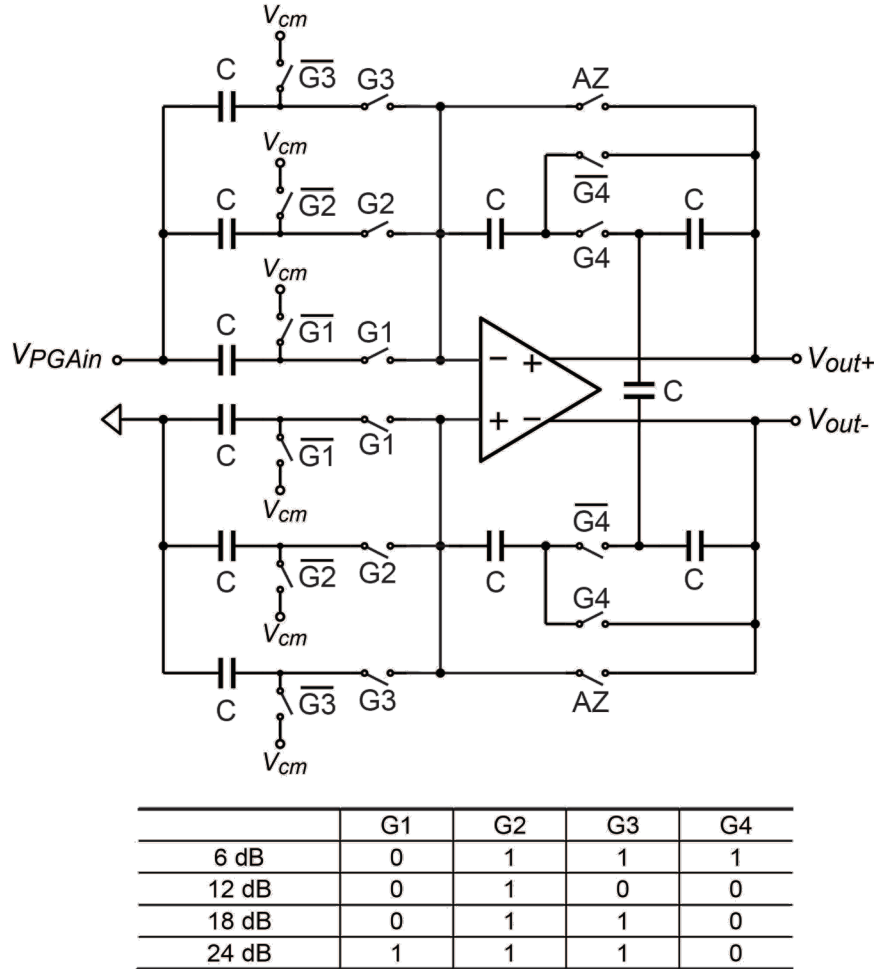 Vcm
C G3 G3 AZ
Vcm
C G2 G2 C G4 G4 C
Vcm
C G1 G1
VPGAin − + Vout+
C
+ − Vout-
C G1 G1
Vcm
G4
C G2 G2 C C
G4
Vcm
C G3 G3 AZ
Vcm
G1 G2 G3 G4
6 dB 0 1 1 1
12 dB 0 1 0 0
18 dB 0 1 1 0
24 dB 1 1 1 0